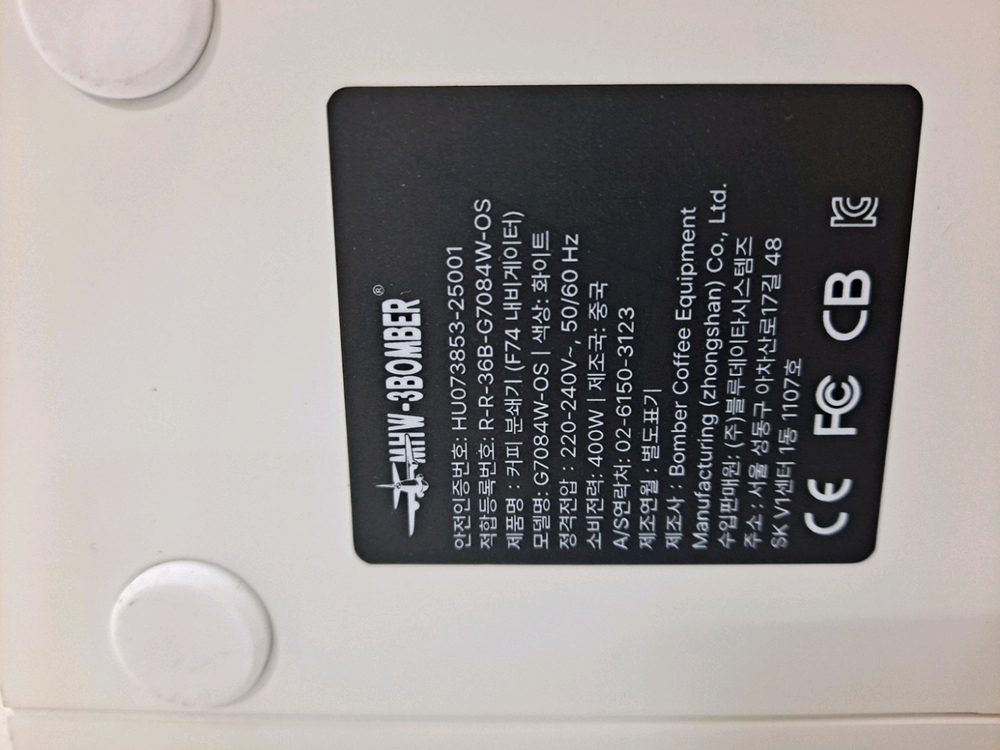 MHW-3BOMBER®
안전인증번호: HU073853-25001
적합등록번호: R-R-36B-G7084W-OS
제품명 : 커피 분쇄기 (F74 내비게이터)
모델명: G7084W-OS | 색상: 화이트
정격전압 : 220-240V~, 50/60 Hz
소비전력: 400W | 제조국: 중국
A/S연락처: 02-6150-3123
제조연월 : 별도표기
제조사 : Bomber Coffee Equipment
Manufacturing (zhongshan) Co., Ltd.
수입판매원: (주)블루데이타시스템즈
주소 : 서울 성동구 아차산로17길 48
SK V1센터 1동 1107호
CE FC CB KC